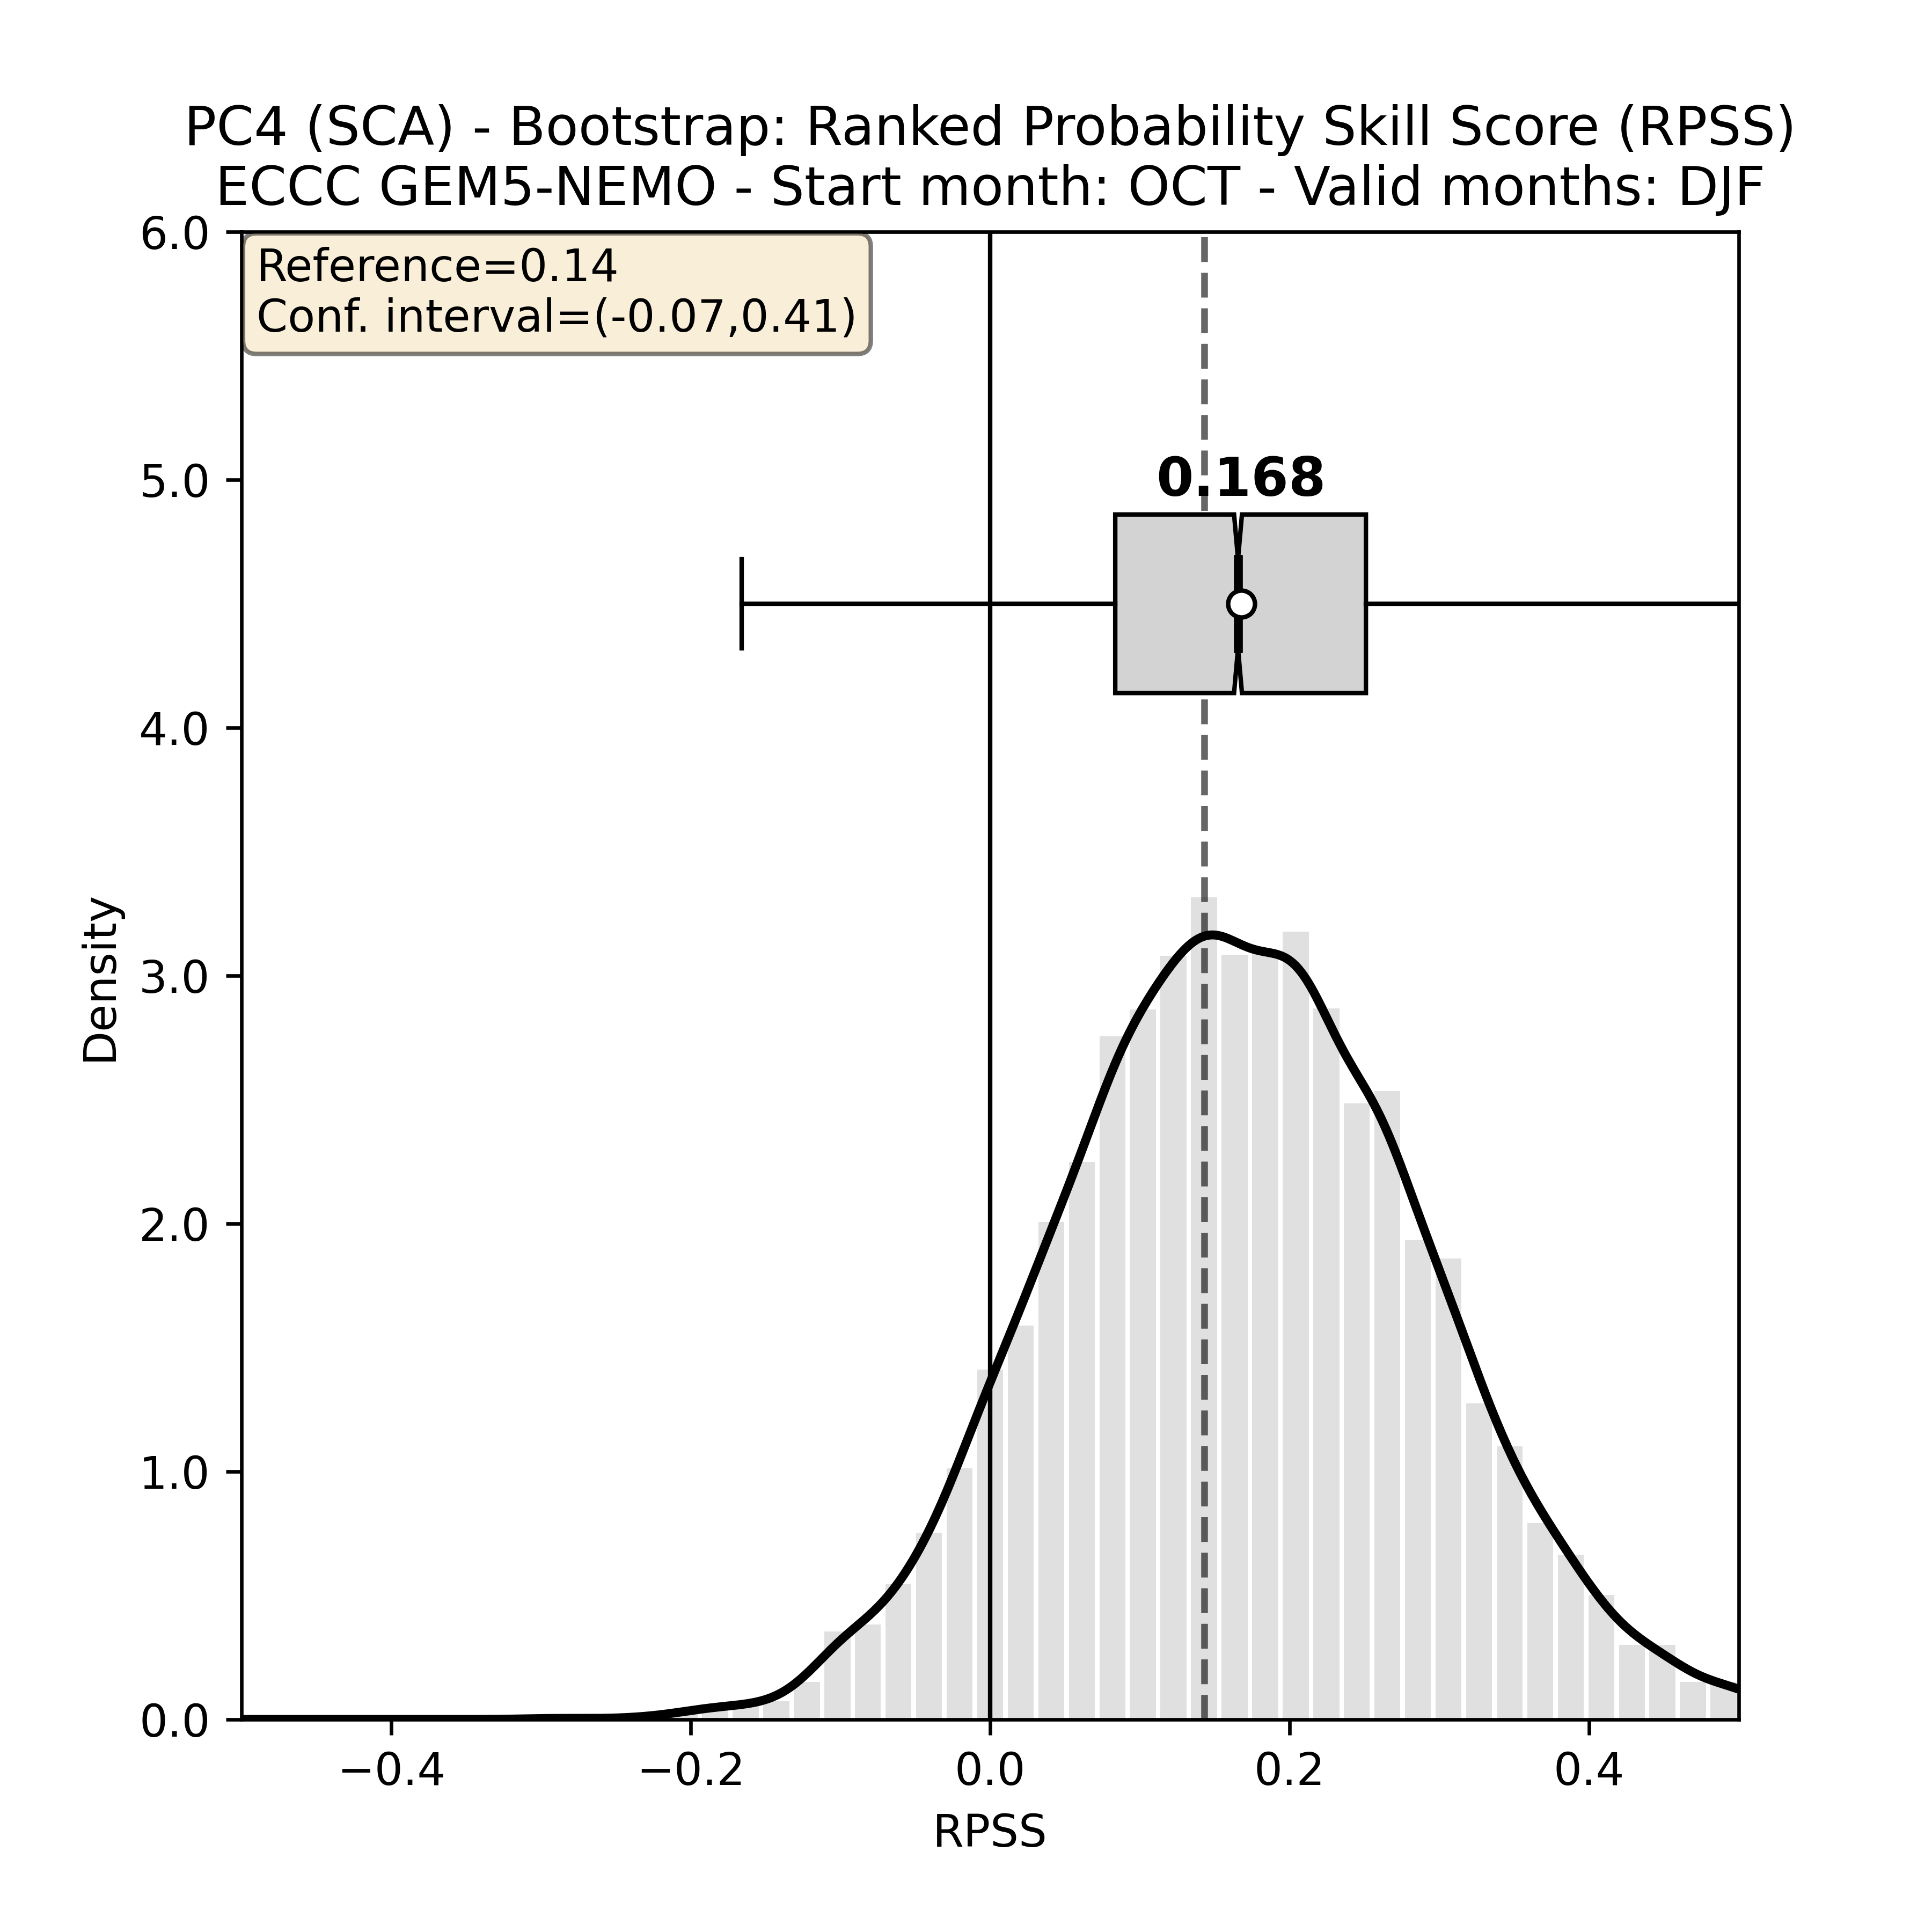 PC4 (SCA) - Bootstrap: Ranked Probability Skill Score (RPSS)
ECCC GEM5-NEMO - Start month: OCT - Valid months: DJF
Reference=0.14
Conf. interval=(-0.07,0.41)
0.168
6.0
5.0
4.0
3.0
2.0
1.0
0.0
Density
−0.4
−0.2
0.0
0.2
0.4
RPSS